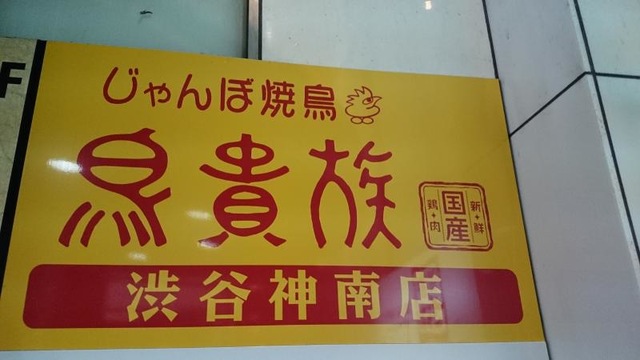 F
じゃんぼ焼鳥
鳥貴族
国産
新鮮
鶏肉
渋谷神南店